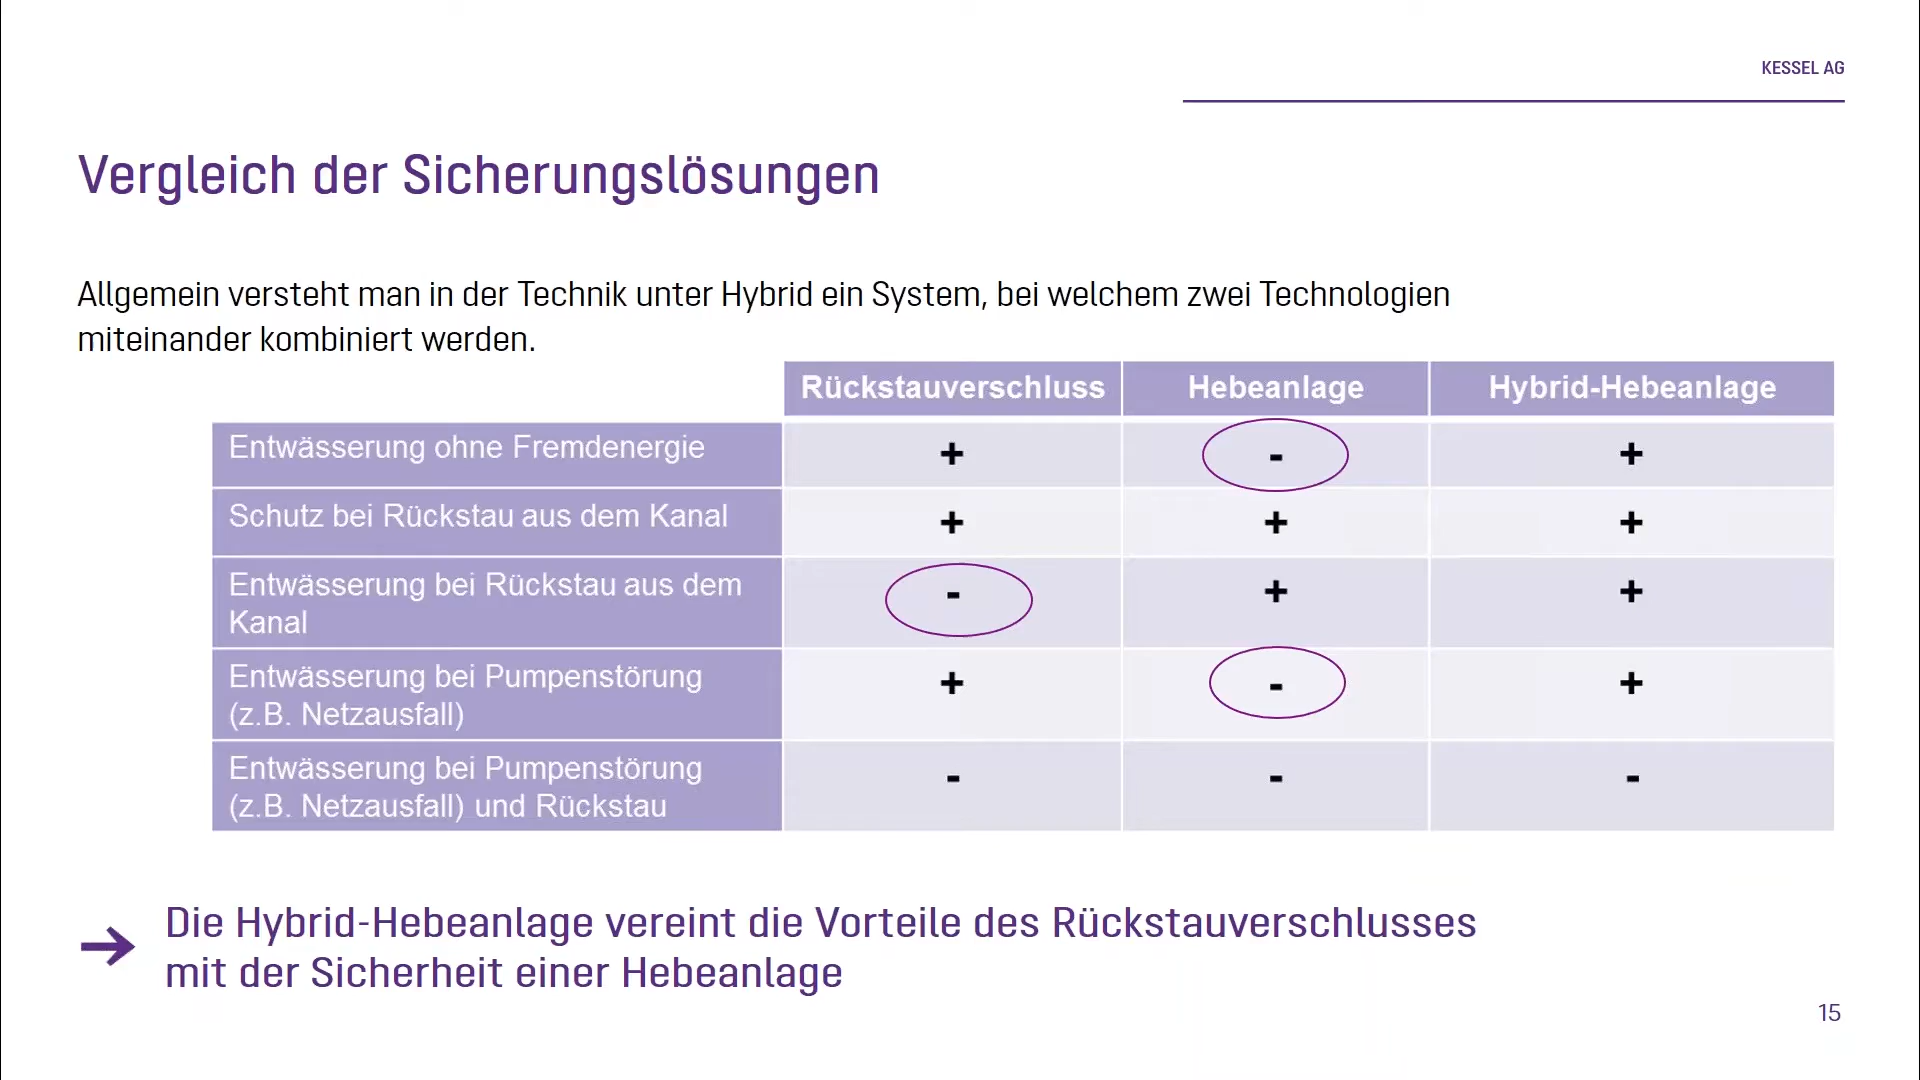 KESSEL AG
Vergleich der Sicherungslösungen
Allgemein versteht man in der Technik unter Hybrid ein System, bei welchem zwei Technologien
miteinander kombiniert werden.
Rückstauverschluss Hebeanlage Hybrid-Hebeanlage
Entwässerung ohne Fremdenergie + - +
Schutz bei Rückstau aus dem Kanal + + +
Entwässerung bei Rückstau aus dem - + +
Kanal
Entwässerung bei Pumpenstörung + - +
(z.B. Netzausfall)
Entwässerung bei Pumpenstörung - - -
(z.B. Netzausfall) und Rückstau
Die Hybrid-Hebeanlage vereint die Vorteile des Rückstauverschlusses
mit der Sicherheit einer Hebeanlage
15